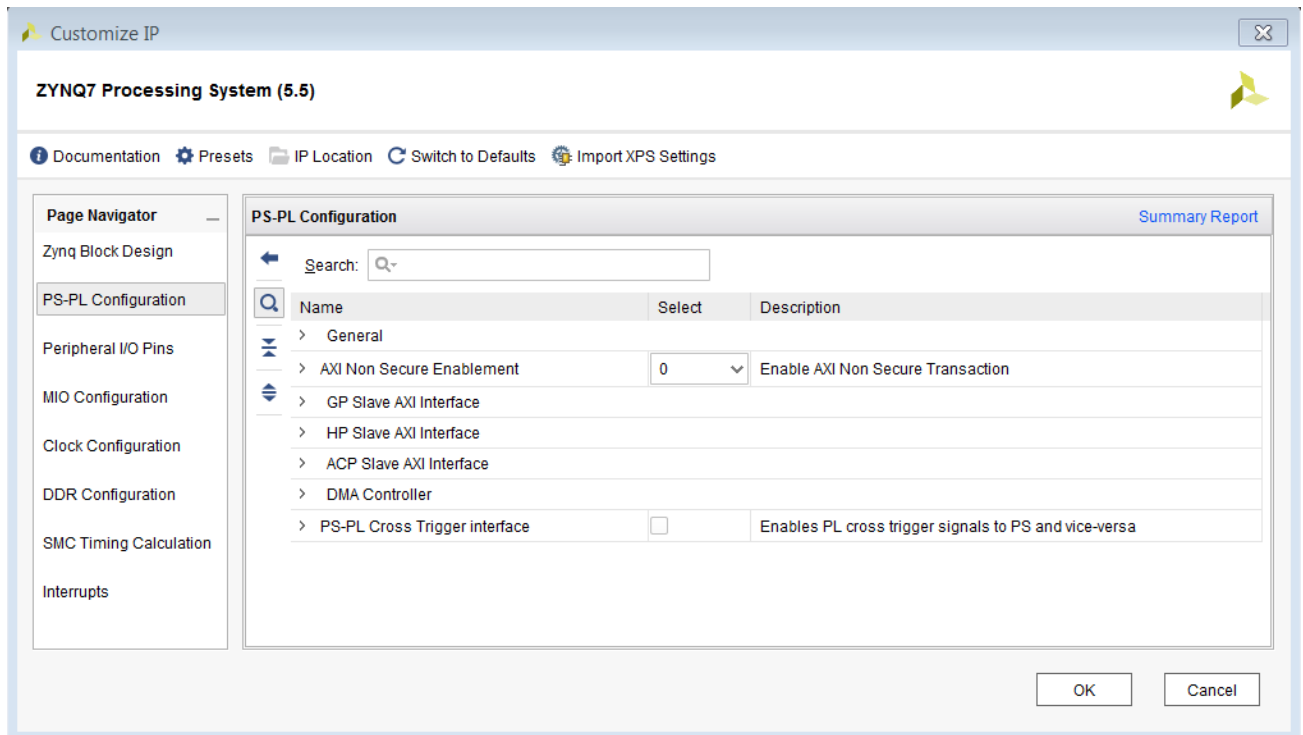 Customize IP
ZYNQ7 Processing System (5.5)
Documentation Presets IP Location Switch to Defaults Import XPS Settings
Page Navigator
Zynq Block Design
PS-PL Configuration
Peripheral I/O Pins
MIO Configuration
Clock Configuration
DDR Configuration
SMC Timing Calculation
Interrupts
PS-PL Configuration Summary Report
Search:
Name Select Description
General
AXI Non Secure Enablement 0 Enable AXI Non Secure Transaction
GP Slave AXI Interface
HP Slave AXI Interface
ACP Slave AXI Interface
DMA Controller
PS-PL Cross Trigger interface Enables PL cross trigger signals to PS and vice-versa
OK Cancel